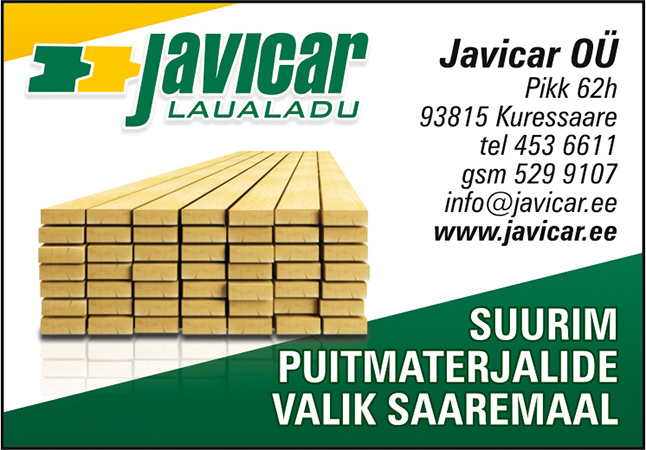 Javicar
LAUALADU
Javicar OÜ
Pikk 62h
93815 Kuressaare
tel 453 6611
gsm 529 9107
info@javicar.ee
www.javicar.ee
SUURIM
PUITMATERJALIDE
VALIK SAAREMAAL